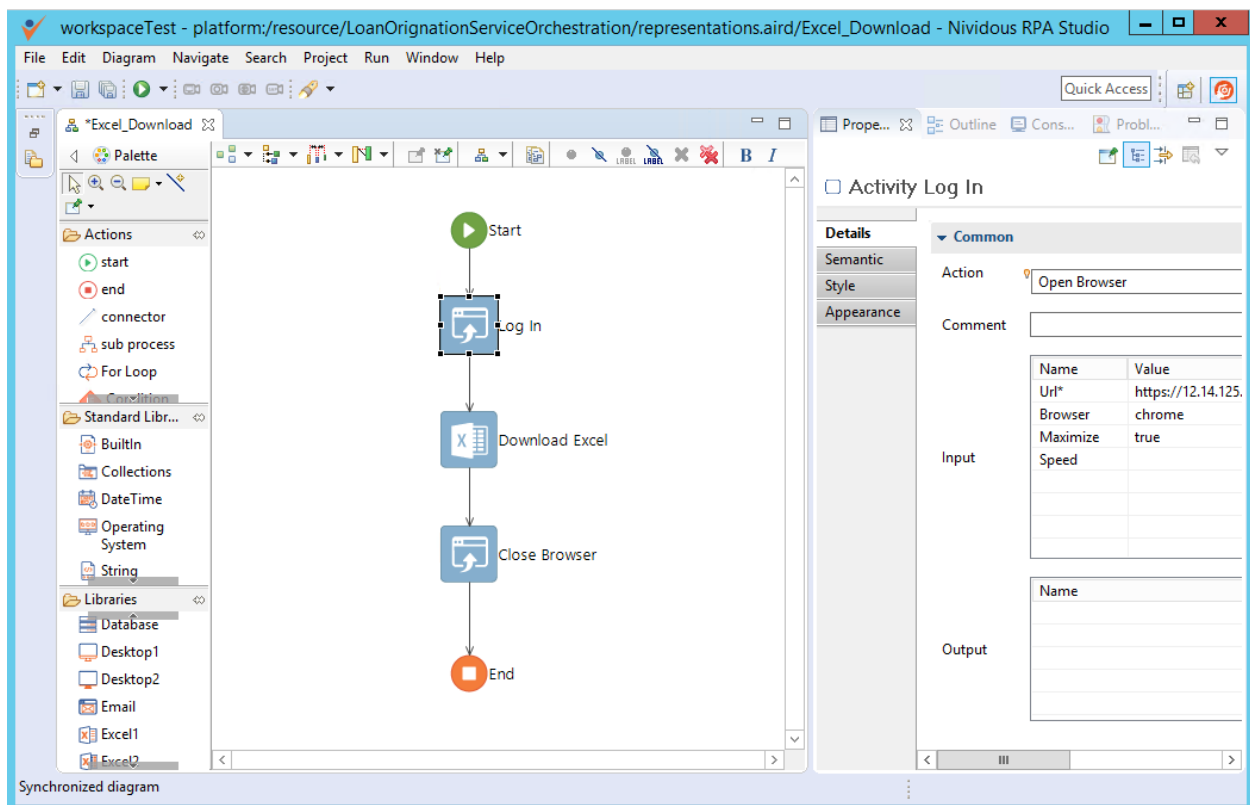 workspaceTest - platform:/resource/LoanOrignationServiceOrchestration/representations.aird/Excel_Download - Nividous RPA Studio
File Edit Diagram Navigate Search Project Run Window Help
Quick Access
*Excel_Download
Prope... Outline Cons... Probl...
Palette
LABEL LABEL B I
Activity Log In
Actions
start
end
connector
sub process
For Loop
Condition
Standard Libr...
BuiltIn
Collections
DateTime
Operating
System
String
Libraries
Database
Desktop1
Desktop2
Email
Excel1
Excel2
Start
Log In
Download Excel
Close Browser
End
Details
Semantic
Style
Appearance
Common
Action Open Browser
Comment
Input
Name Value
Url* https://12.14.125.
Browser chrome
Maximize true
Speed
Output
Name
Synchronized diagram